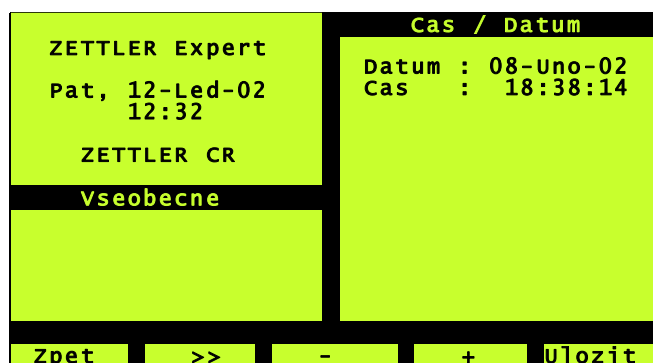 ZETTLER Expert
Pat, 12-Led-02
12:32
ZETTLER CR
Vseobecne
Cas / Datum
Datum : 08-Uno-02
Cas : 18:38:14
Zpet >> - + Ulozit